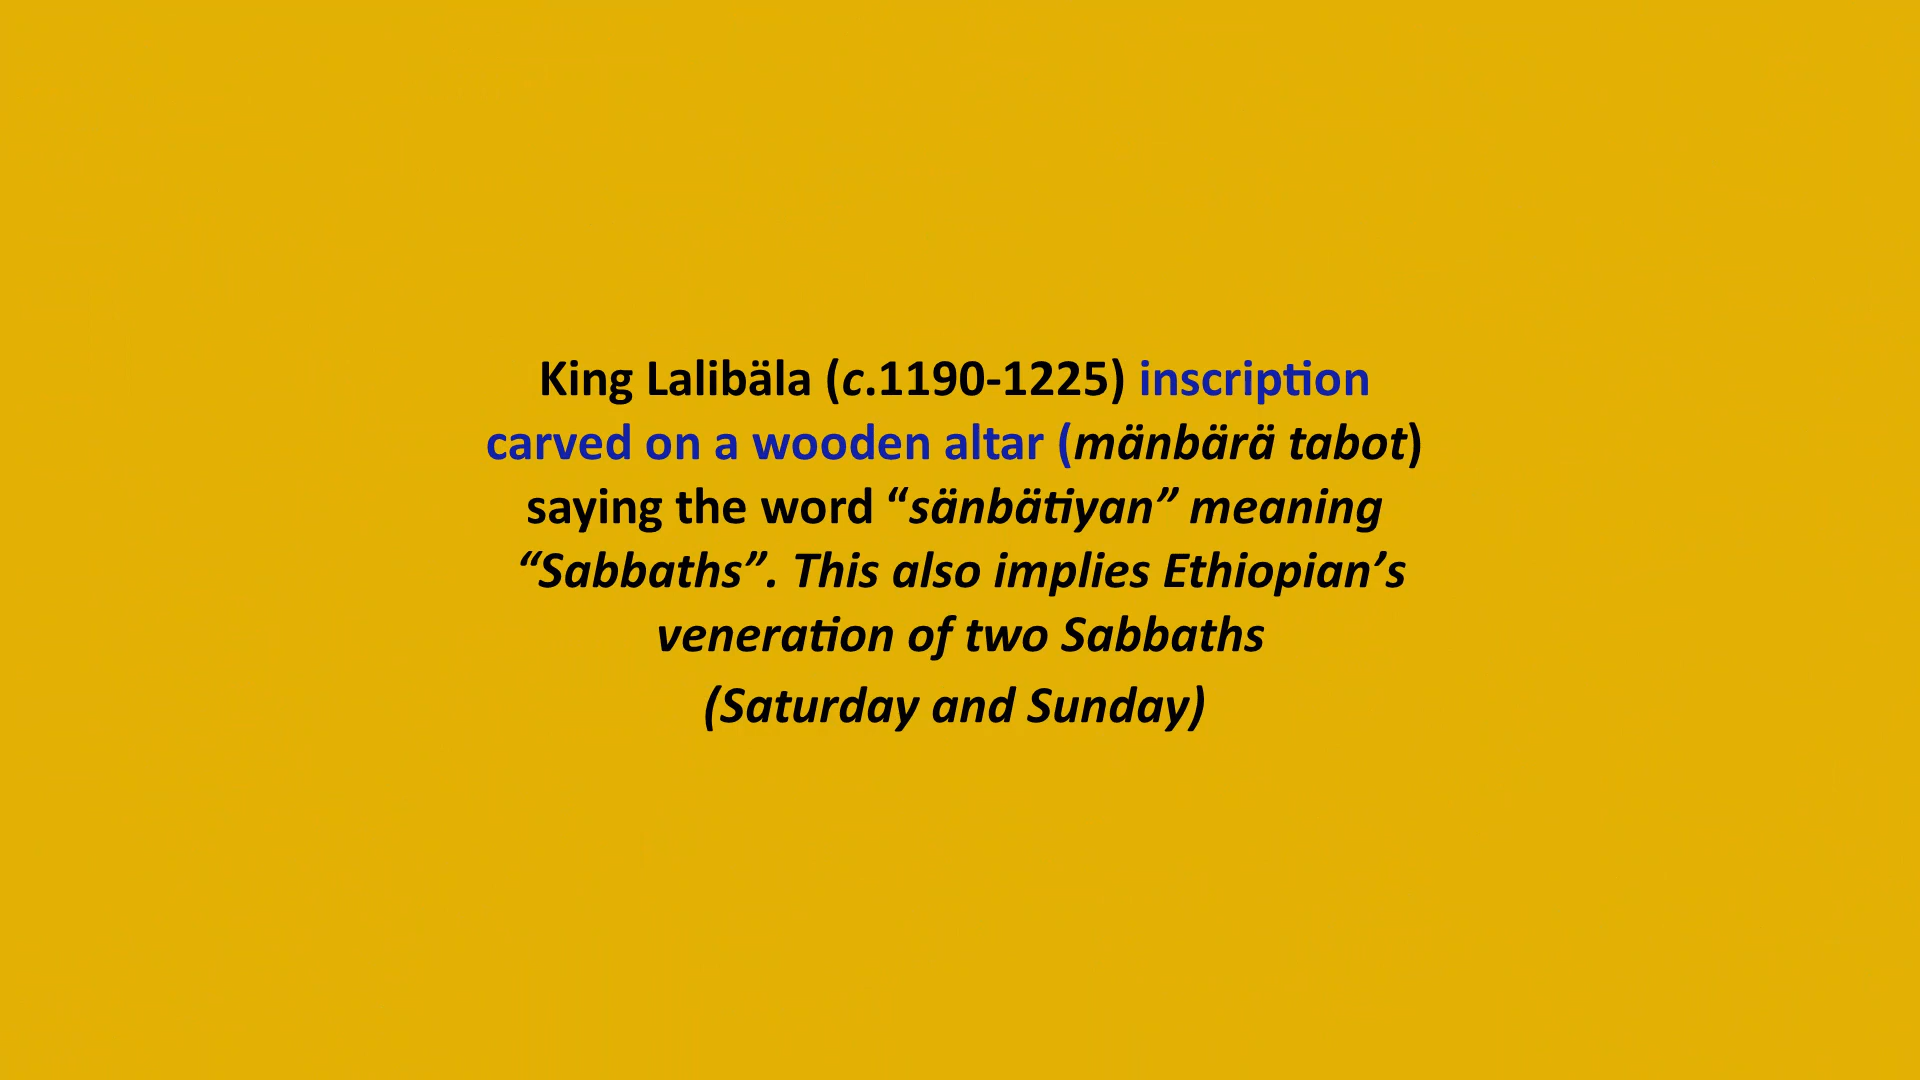 King Lalibäla (c.1190-1225) inscription
carved on a wooden altar (mänbärä tabot)
saying the word “sänbätiyan” meaning
“Sabbaths”. This also implies Ethiopian’s
veneration of two Sabbaths
(Saturday and Sunday)